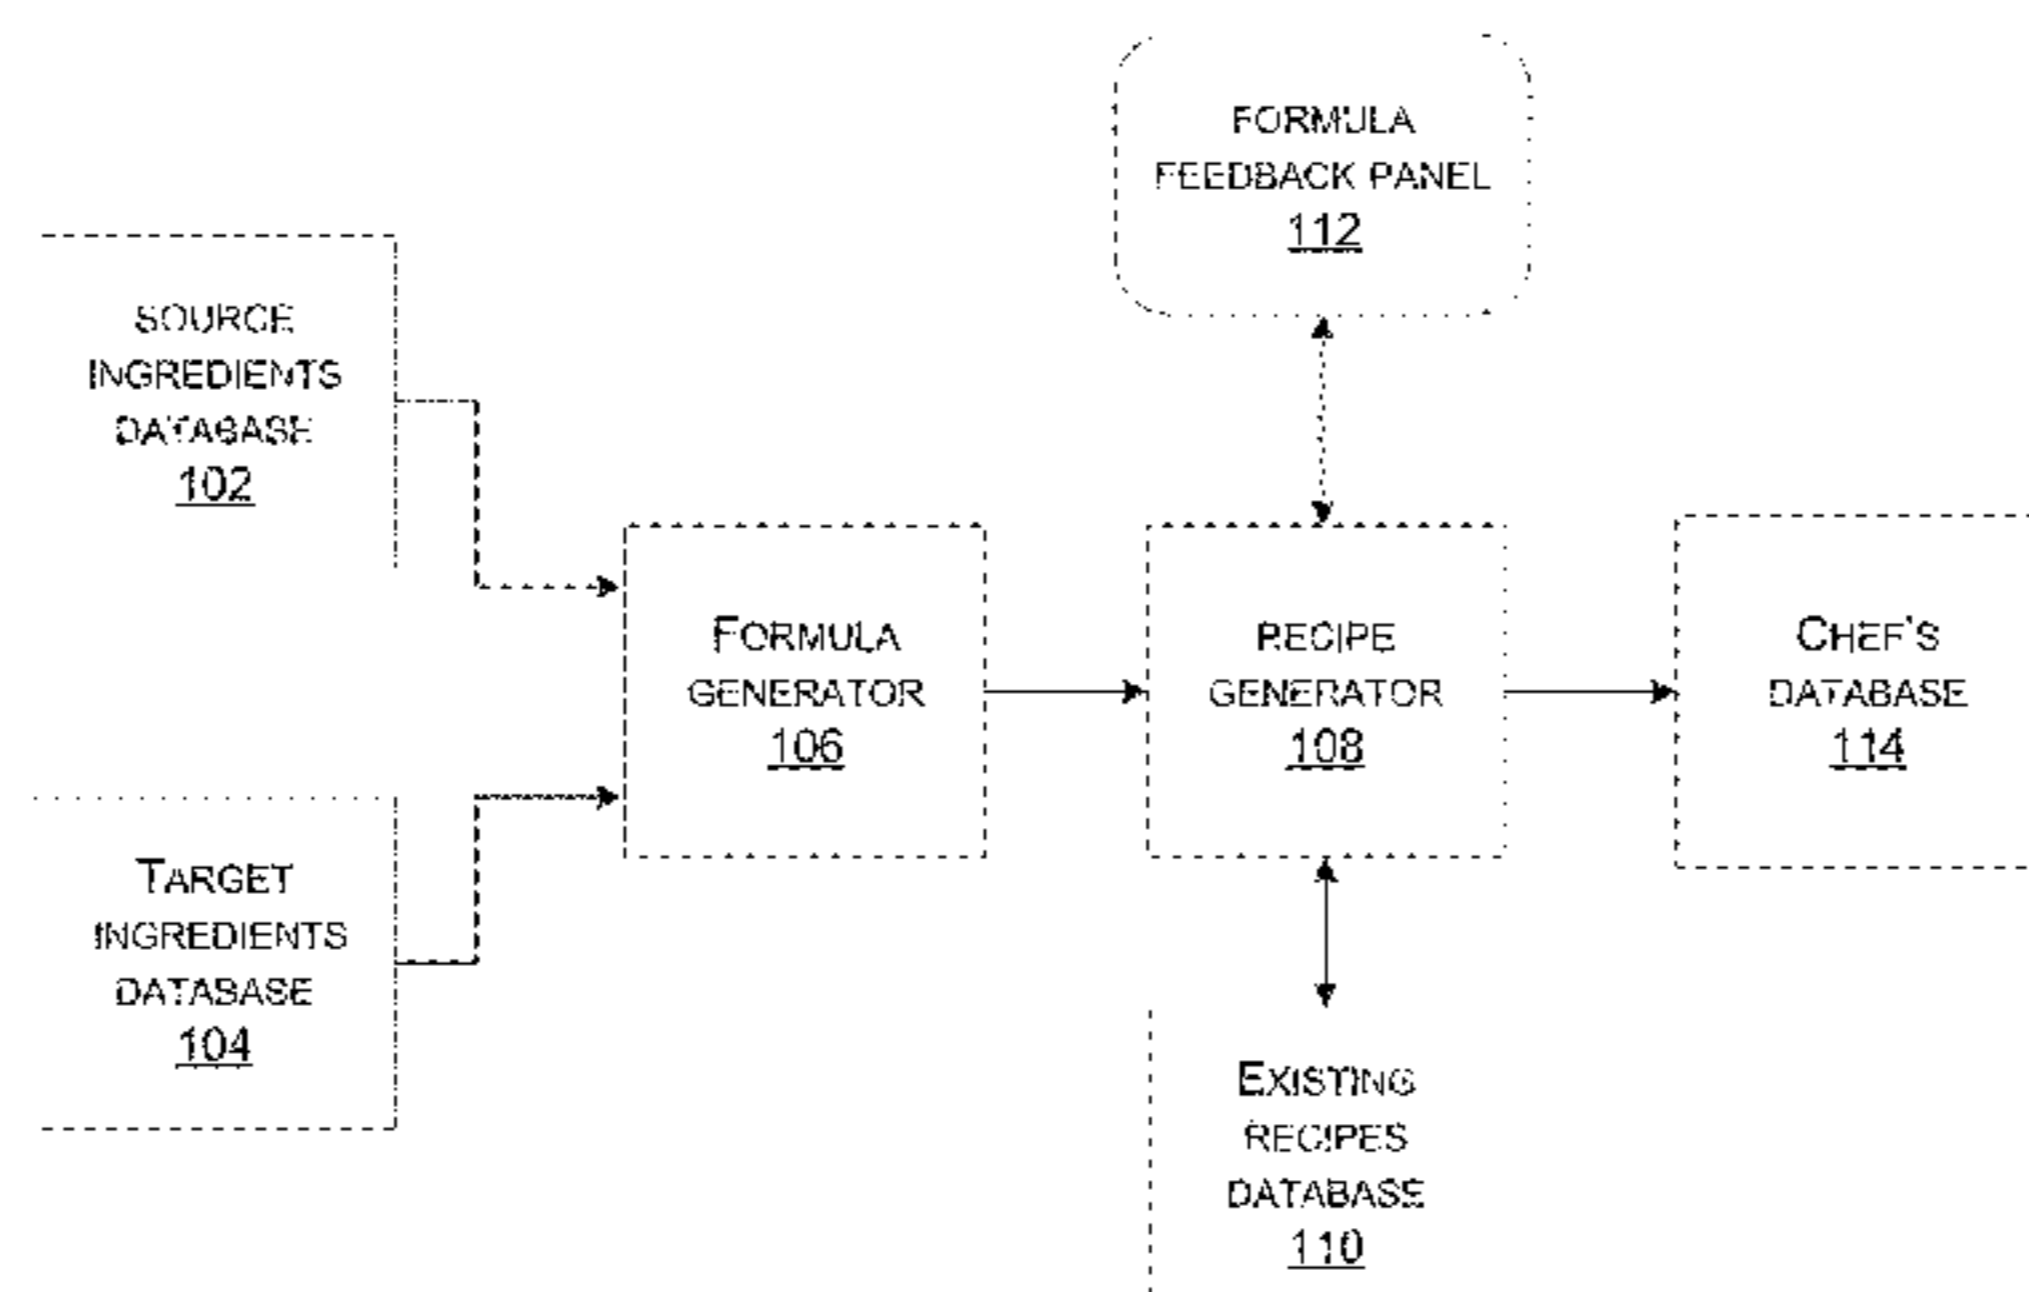 FORMULA
FEEDBACK PANEL
112
SOURCE
INGREDIENTS
DATABASE
102
FORMULA
GENERATOR
106
RECIPE
GENERATOR
108
CHEF'S
DATABASE
114
TARGET
INGREDIENTS
DATABASE
104
EXISTING
RECIPES
DATABASE
110